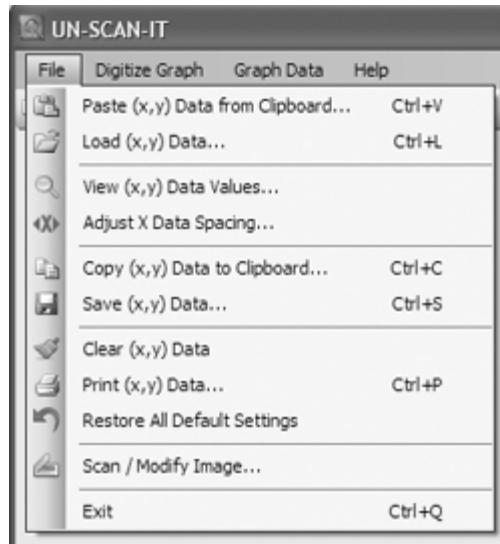 UN-SCAN-IT
File Digitize Graph Graph Data Help
Paste (x,y) Data from Clipboard... Ctrl+V
Load (x,y) Data... Ctrl+L
View (x,y) Data Values...
Adjust X Data Spacing...
Copy (x,y) Data to Clipboard... Ctrl+C
Save (x,y) Data... Ctrl+S
Clear (x,y) Data
Print (x,y) Data... Ctrl+P
Restore All Default Settings
Scan / Modify Image...
Exit Ctrl+Q